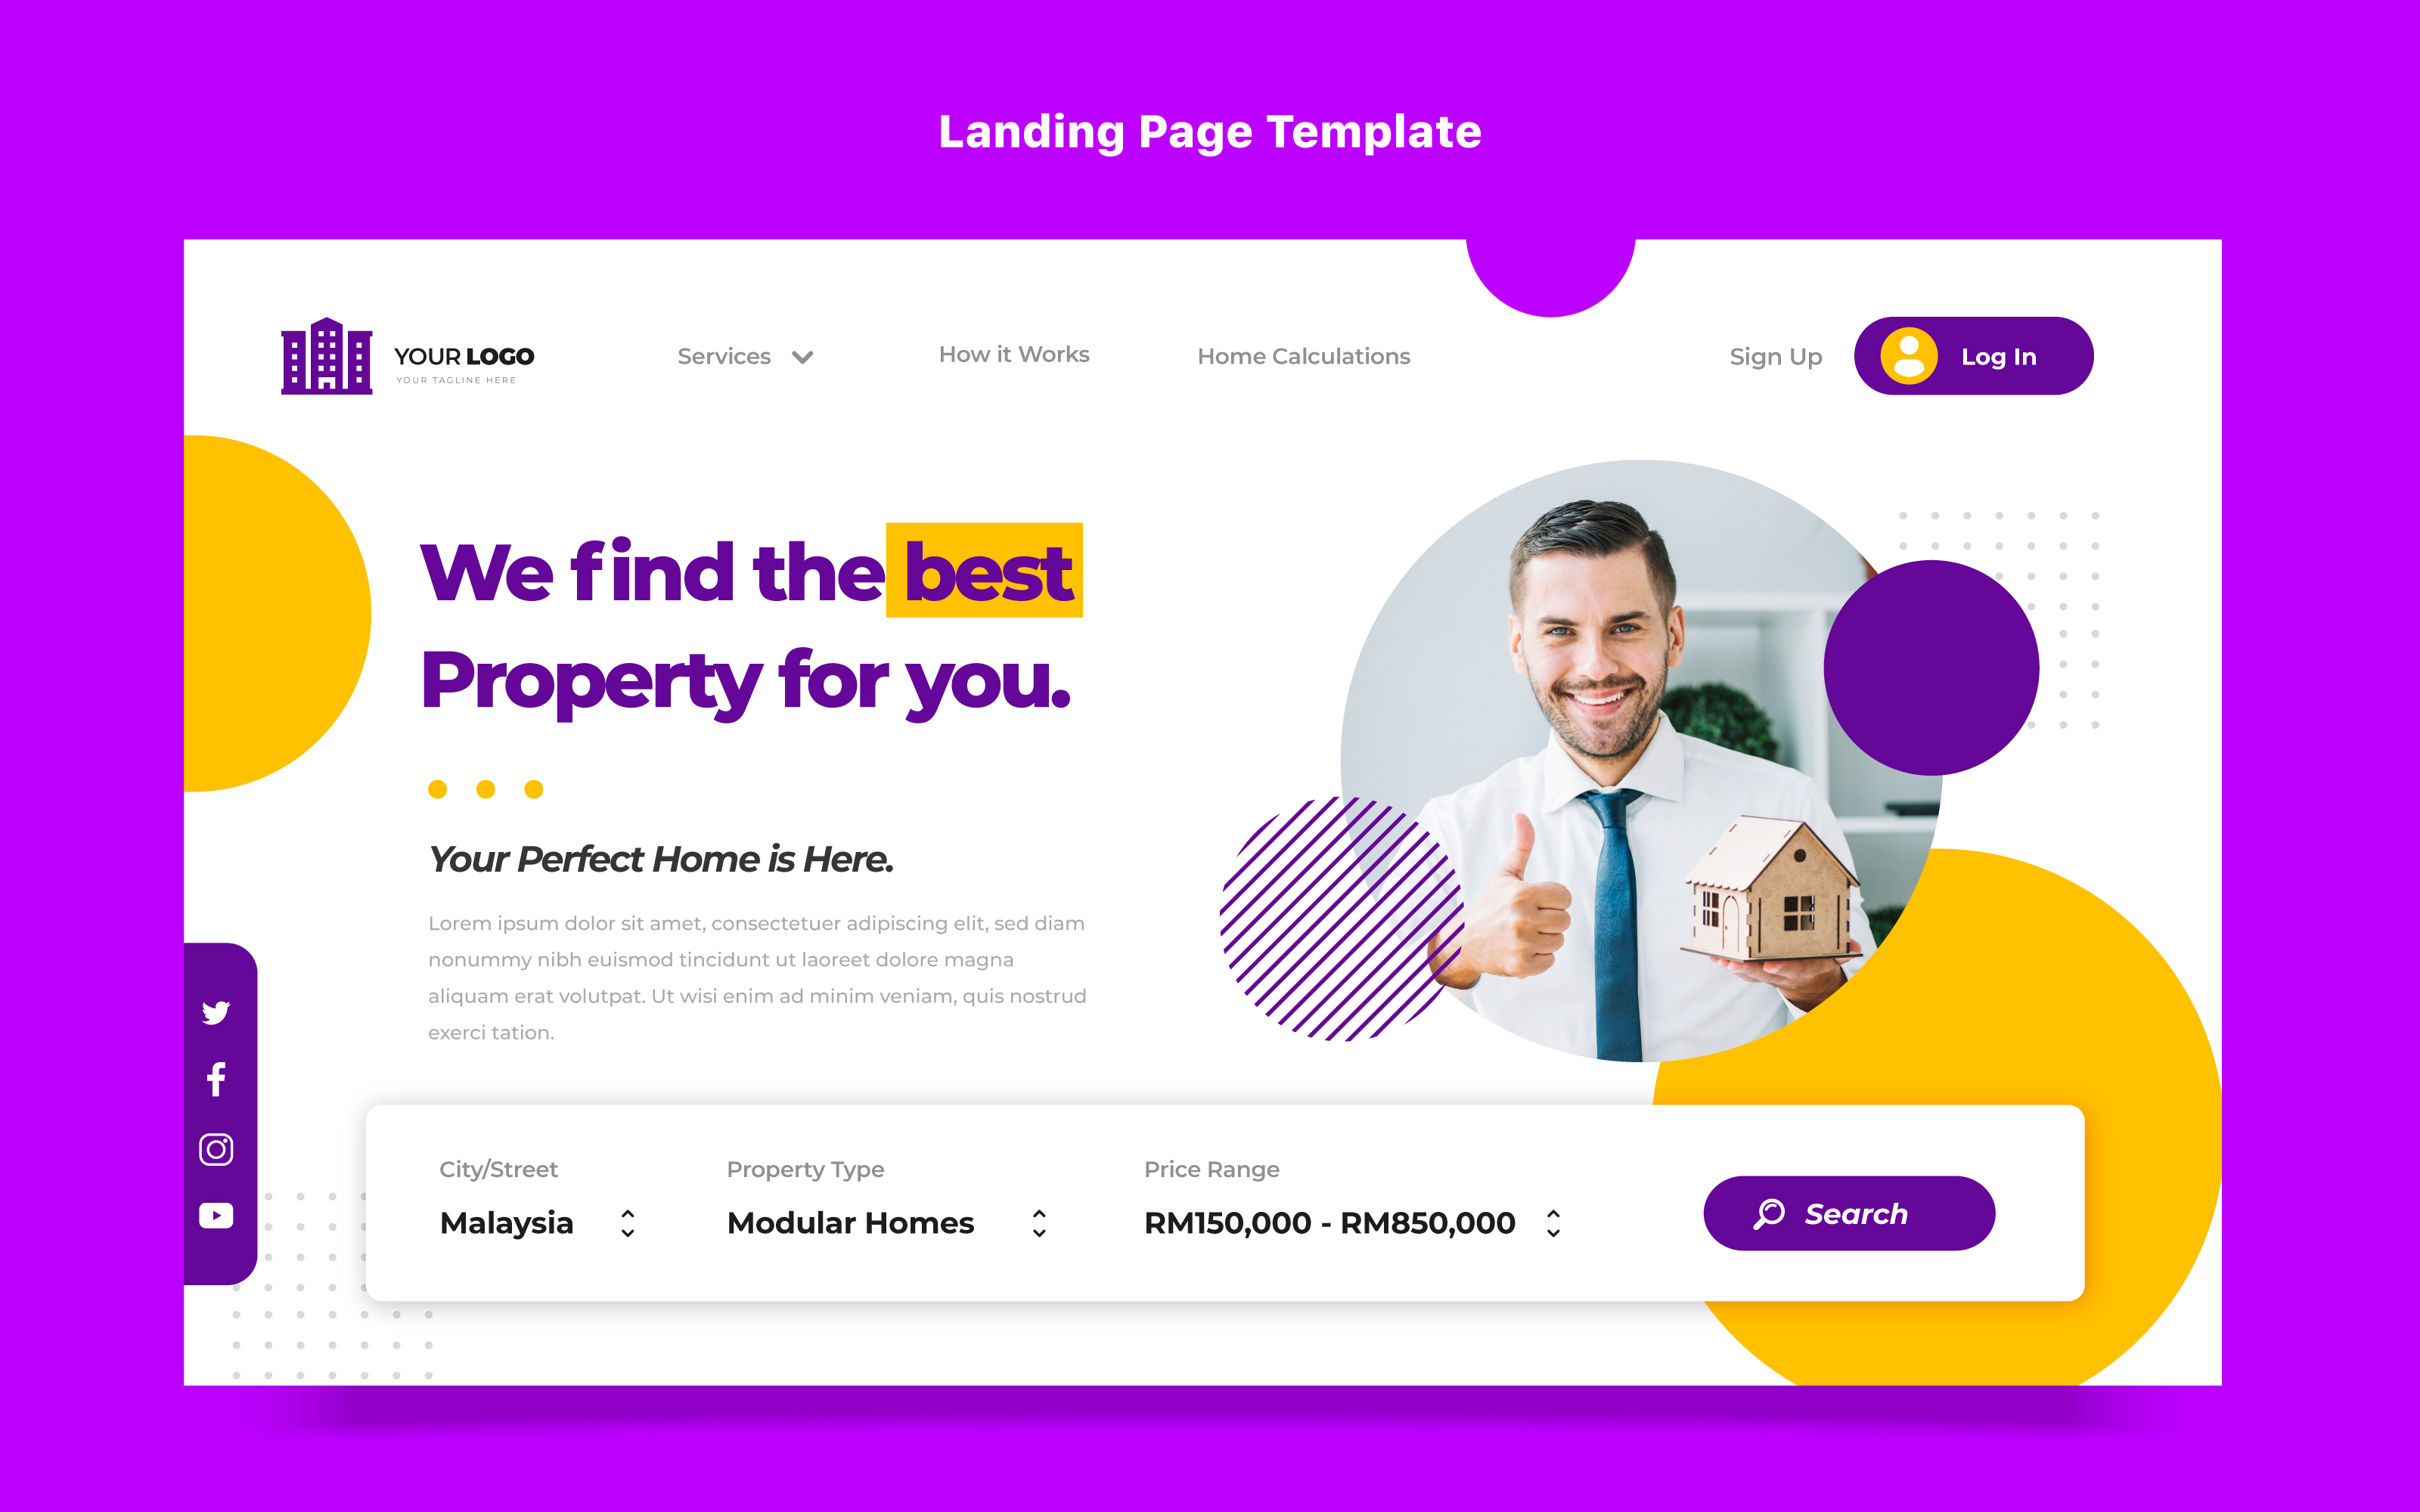 Landing Page Template
YOUR LOGO
YOUR TAGLINE HERE
Services
How it Works
Home Calculations
Sign Up
Log In
We find the best
Property for you.
Your Perfect Home is Here.
Lorem ipsum dolor sit amet, consectetuer adipiscing elit, sed diam
nonummy nibh euismod tincidunt ut laoreet dolore magna
aliquam erat volutpat. Ut wisi enim ad minim veniam, quis nostrud
exerci tation.
City/Street
Malaysia
Property Type
Modular Homes
Price Range
RM150,000 - RM850,000
Search